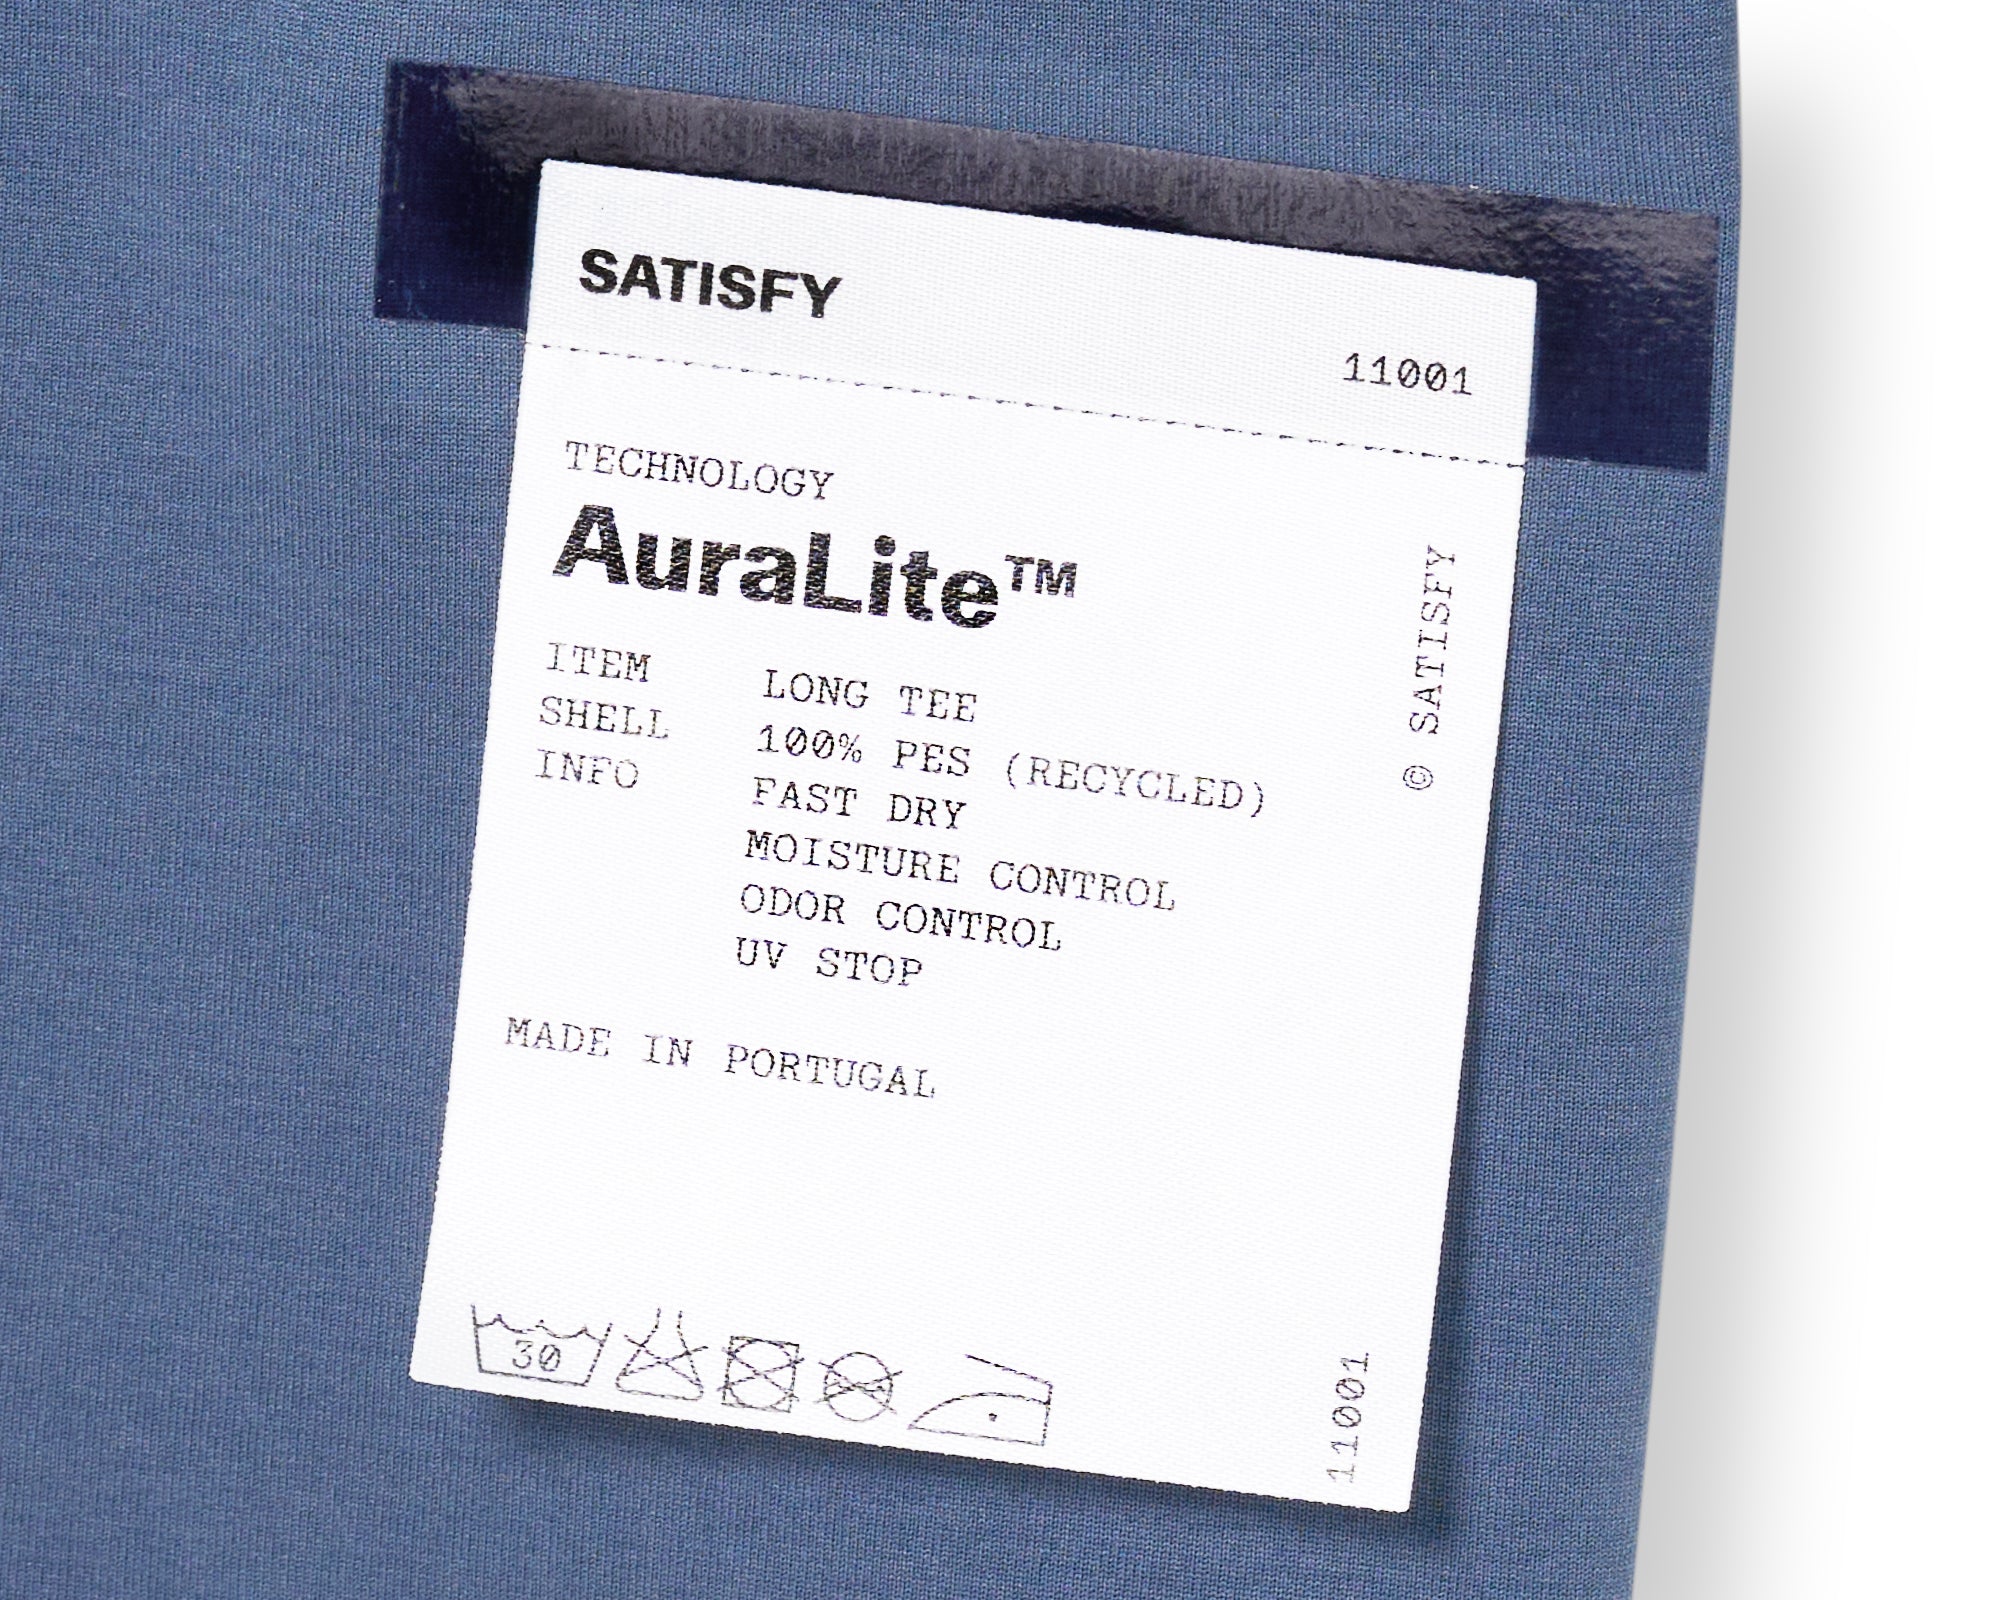 SATISFY
11001
TECHNOLOGY
AuraLite™
ITEM LONG TEE
SHELL 100% PES (RECYCLED)
INFO FAST DRY
MOISTURE CONTROL
ODOR CONTROL
UV STOP
© SATISFY
MADE IN PORTUGAL
30
11001